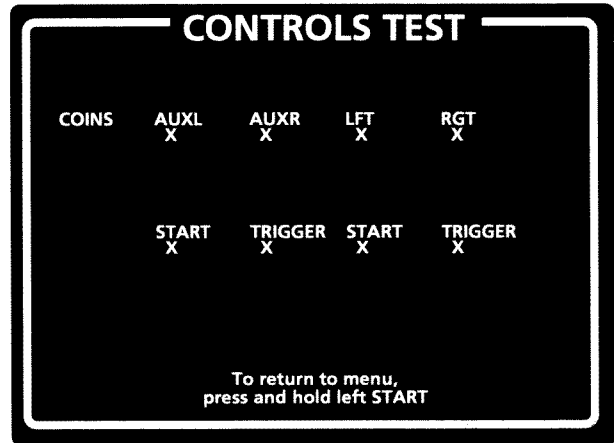 CONTROLS TEST
COINS AUXL AUXR LFT RGT
X X X X
START TRIGGER START TRIGGER
X X X X
To return to menu,
press and hold left START